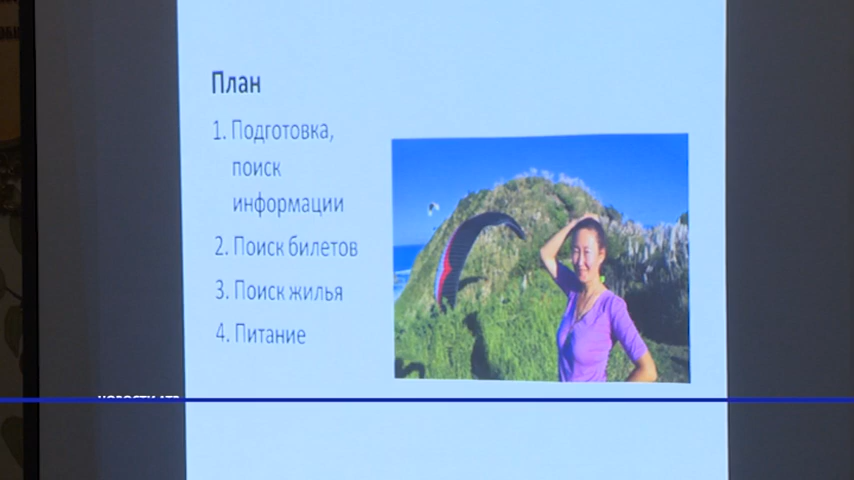 План
1. Подготовка,
поиск
информации
2. Поиск билетов
3. Поиск жилья
4. Питание